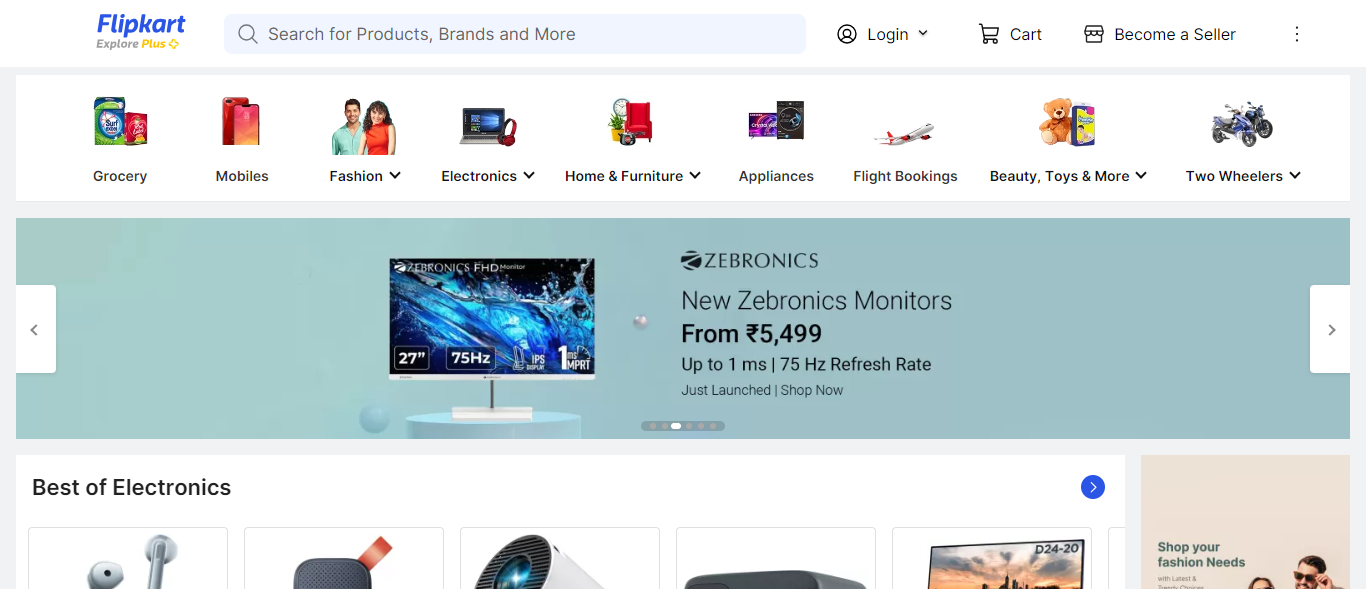 Flipkart
Explore Plus
Search for Products, Brands and More
Login
Cart
Become a Seller
Surf excel
Grocery
Mobiles
Fashion
Electronics
Home & Furniture
Appliances
Flight Bookings
Beauty, Toys & More
Two Wheelers
ZEBRONICS FHD Monitor
27” 75Hz IPS DISPLAY 1ms MPRT
ZEBRONICS
New Zebronics Monitors
From ₹5,499
Up to 1 ms | 75 Hz Refresh Rate
Just Launched | Shop Now
Best of Electronics
D24-20
Shop your
fashion Needs
with Latest &
Trendy Choices